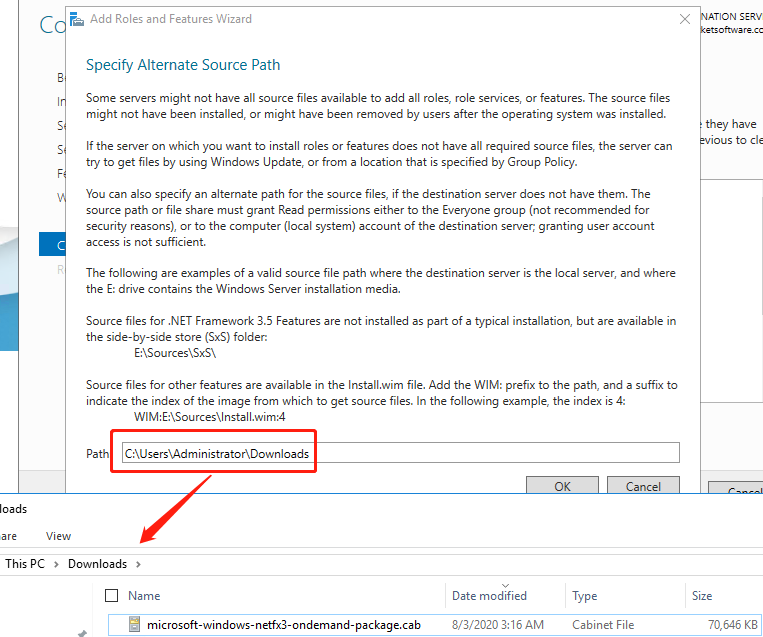 Co
Add Roles and Features Wizard
NATION SERV
ketsoftware.co
Specify Alternate Source Path
Be
In
Se
Se
Fe
W
C
R
Some servers might not have all source files available to add all roles, role services, or features. The source files
might not have been installed, or might have been removed by users after the operating system was installed.
e they have
evious to cle
If the server on which you want to install roles or features does not have all required source files, the server can
try to get files by using Windows Update, or from a location that is specified by Group Policy.
You can also specify an alternate path for the source files, if the destination server does not have them. The
source path or file share must grant Read permissions either to the Everyone group (not recommended for
security reasons), or to the computer (local system) account of the destination server; granting user account
access is not sufficient.
The following are examples of a valid source file path where the destination server is the local server, and where
the E: drive contains the Windows Server installation media.
Source files for .NET Framework 3.5 Features are not installed as part of a typical installation, but are available in
the side-by-side store (SxS) folder:
E:\Sources\SxS\
Source files for other features are available in the Install.wim file. Add the WIM: prefix to the path, and a suffix to
indicate the index of the image from which to get source files. In the following example, the index is 4:
WIM:E:\Sources\Install.wim:4
Path C:\Users\Administrator\Downloads
OK Cancel
Cancel
loads
are View
This PC > Downloads >
Name Date modified Type Size
microsoft-windows-netfx3-ondemand-package.cab 8/3/2020 3:16 AM Cabinet File 70,646 KB